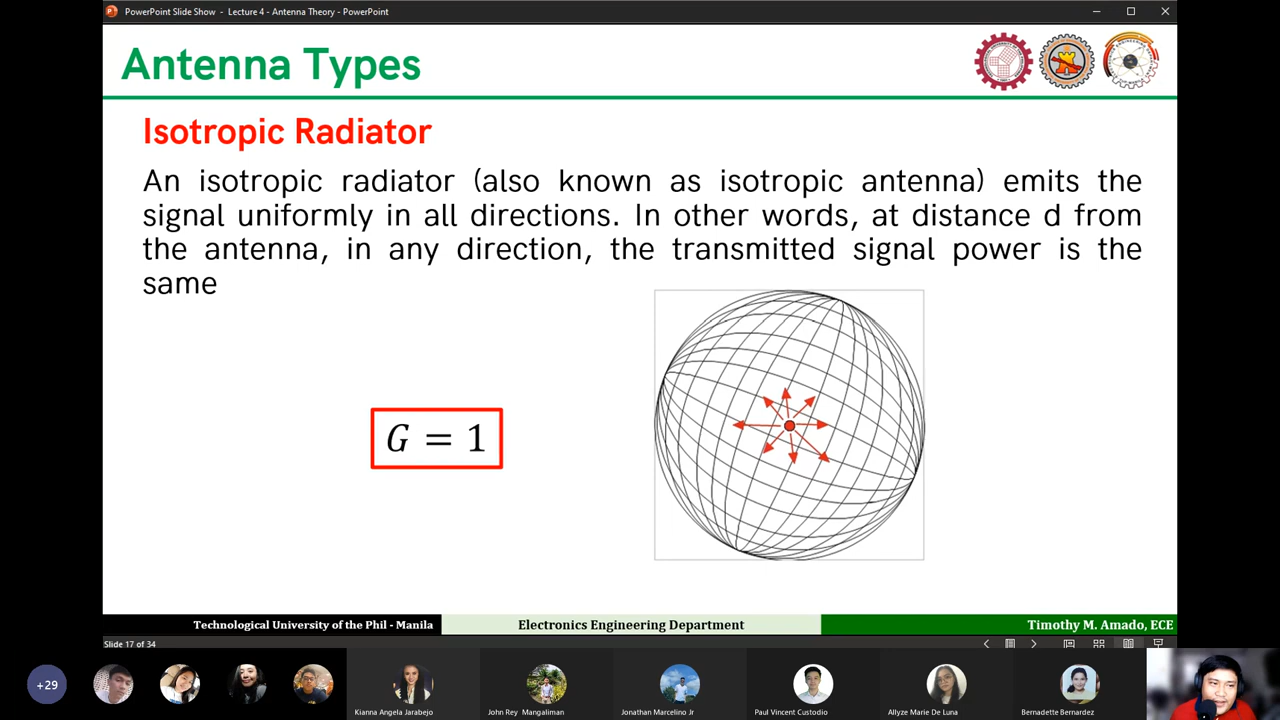 PowerPoint Slide Show - Lecture 4 - Antenna Theory - PowerPoint
Antenna Types
Isotropic Radiator
An isotropic radiator (also known as isotropic antenna) emits the
signal uniformly in all directions. In other words, at distance d from
the antenna, in any direction, the transmitted signal power is the
same
G = 1
Technological University of the Phil - Manila
Electronics Engineering Department
Timothy M. Amado, ECE
Slide 17 of 34
+29
Kianna Angela Jarabejo
John Rey Mangaliman
Jonathan Marcelino Jr
Paul Vincent Custodio
Allyze Marie De Luna
Bernadette Bernardez